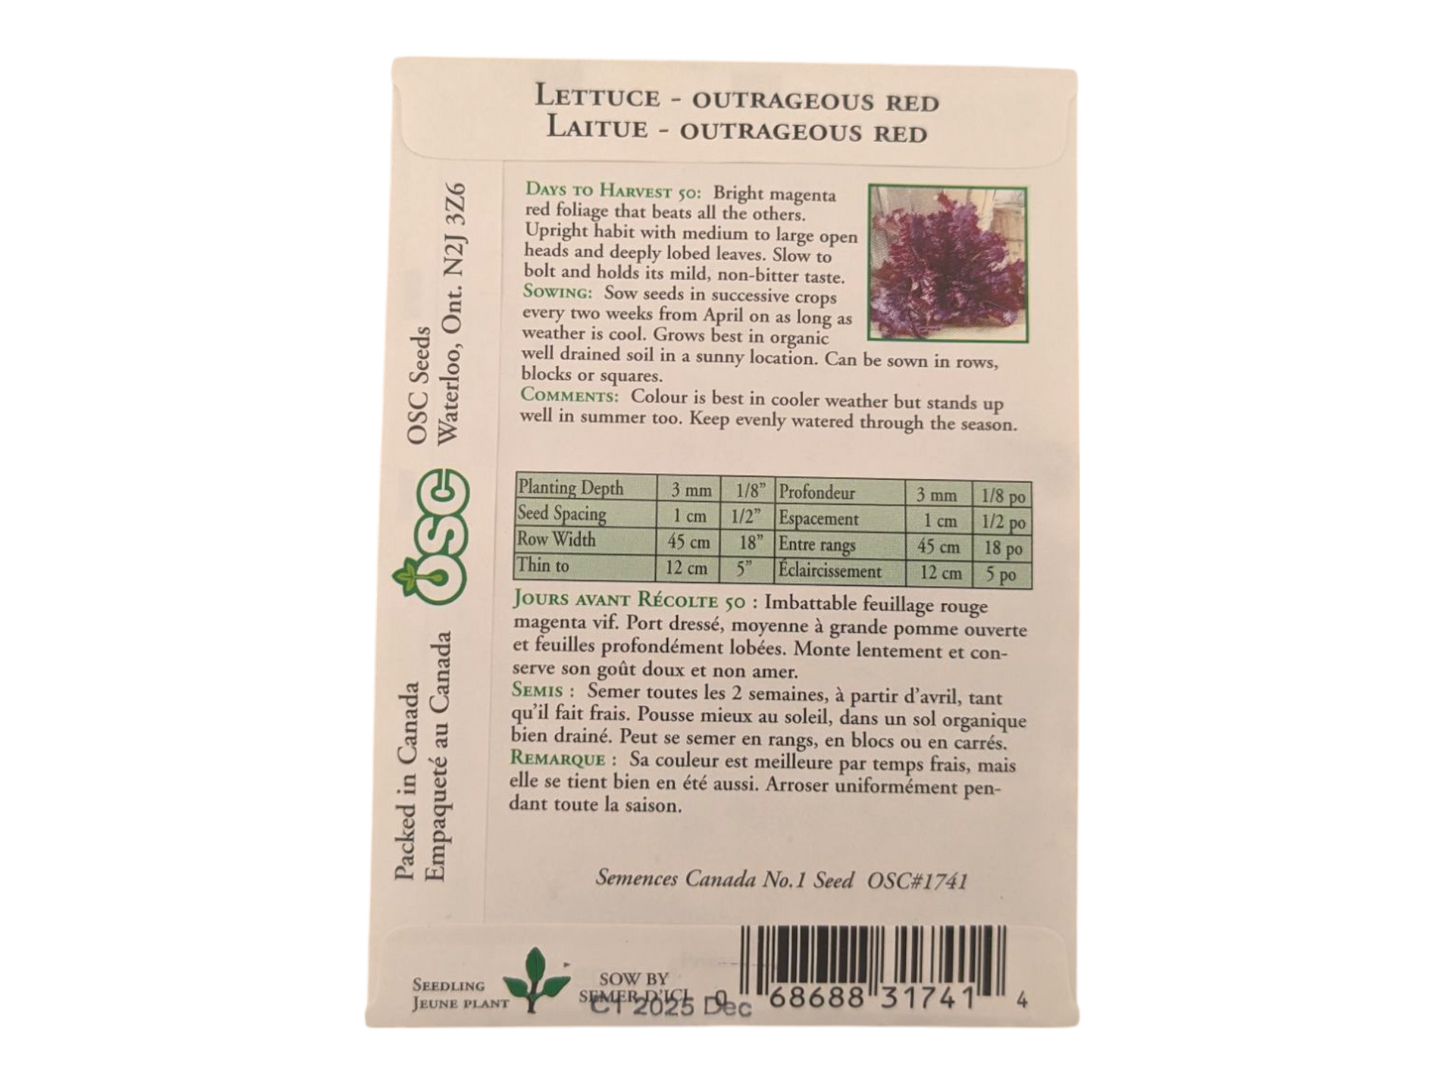 LETTUCE - OUTRAGEOUS RED
LAITUE - OUTRAGEOUS RED
DAYS TO HARVEST 50: Bright magenta
red foliage that beats all the others.
Upright habit with medium to large open
heads and deeply lobed leaves. Slow to
bolt and holds its mild, non-bitter taste.
SOWING: Sow seeds in successive crops
every two weeks from April on as long as
weather is cool. Grows best in organic
well drained soil in a sunny location. Can be sown in rows,
blocks or squares.
COMMENTS: Colour is best in cooler weather but stands up
well in summer too. Keep evenly watered through the season.
Planting Depth 3 mm 1/8" Profondeur 3 mm 1/8 po
Seed Spacing 1 cm 1/2" Espacement 1 cm 1/2 po
Row Width 45 cm 18" Entre rangs 45 cm 18 po
Thin to 12 cm 5" Éclaircissement 12 cm 5 po
JOURS AVANT RÉCOLTE 50 : Imbattable feuillage rouge
magenta vif. Port dressé, moyenne à grande pomme ouverte
et feuilles profondément lobées. Monte lentement et con-
serve son goût doux et non amer.
SEMIS : Semer toutes les 2 semaines, à partir d'avril, tant
qu'il fait frais. Pousse mieux au soleil, dans un sol organique
bien drainé. Peut se semer en rangs, en blocs ou en carrés.
REMARQUE : Sa couleur est meilleure par temps frais, mais
elle se tient bien en été aussi. Arroser uniformément pen-
dant toute la saison.
Semences Canada No.1 Seed OSC#1741
OSC Seeds
Waterloo, Ont. N2J 3Z6
OSC
Packed in Canada
Empaqueté au Canada
SEEDLING
JEUNE PLANT
SOW BY
SEMER D'ICI
CT 2025 Dec
0 68688 31741 4